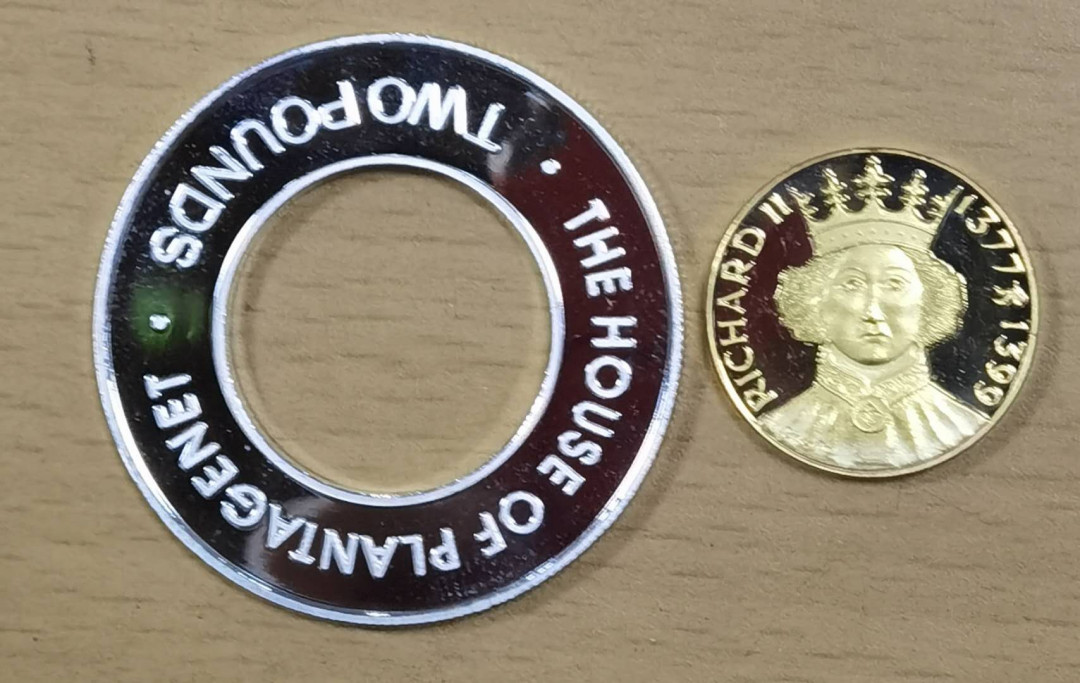 TWO POUNDS
• THE HOUSE OF PLANTAGENET •
RICHARD II 1377 1399